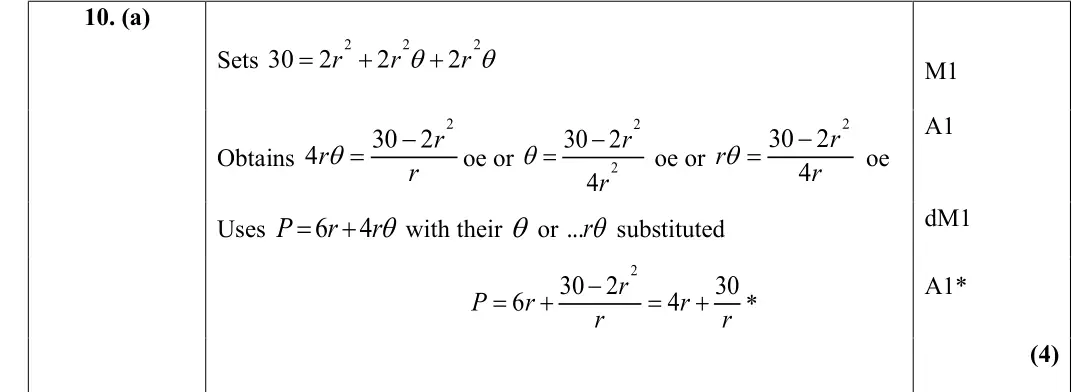 10. (a)
Sets 30 = 2r² + 2r²θ + 2r²θ
M1
Obtains 4rθ = (30 − 2r²)/r oe or θ = (30 − 2r²)/(4r²) oe or rθ = (30 − 2r²)/(4r) oe
A1
Uses P = 6r + 4rθ with their θ or ...rθ substituted
dM1
P = 6r + (30 − 2r²)/r = 4r + 30/r *
A1*
(4)